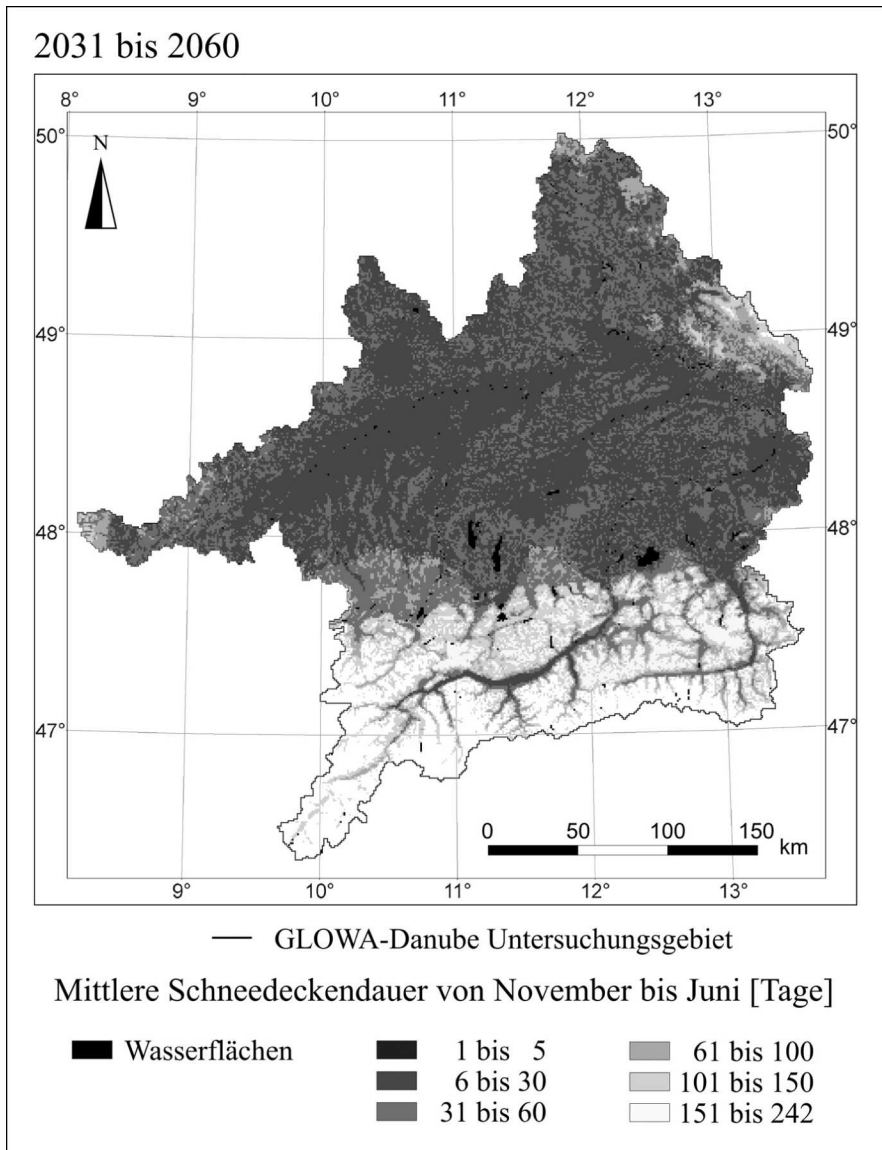 2031 bis 2060
8° 9° 10° 11° 12° 13°
50° 50°
N
49° 49°
48° 48°
47° 47°
0 50 100 150 km
9° 10° 11° 12° 13°
GLOWA-Danube Untersuchungsgebiet
Mittlere Schneedeckendauer von November bis Juni [Tage]
Wasserflächen 1 bis 5 61 bis 100
6 bis 30 101 bis 150
31 bis 60 151 bis 242